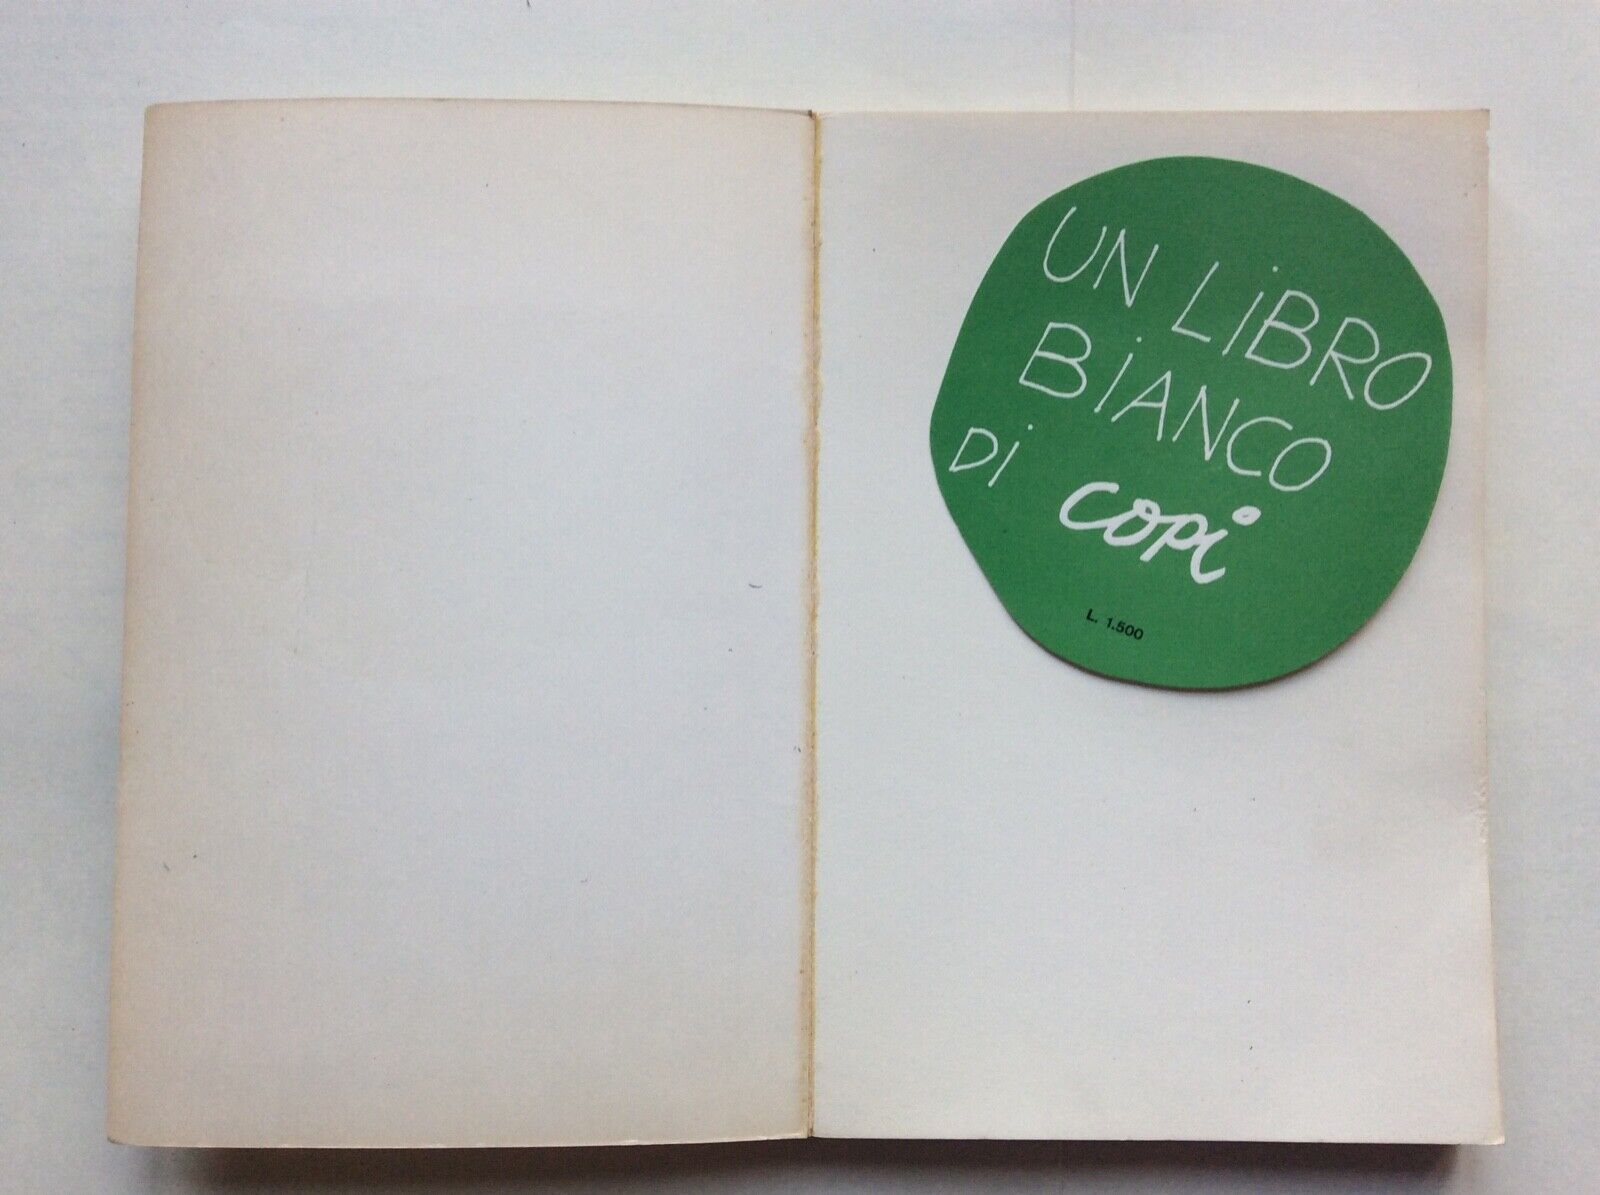 UN LiBRO
BiANCO
Di copi
L. 1.500